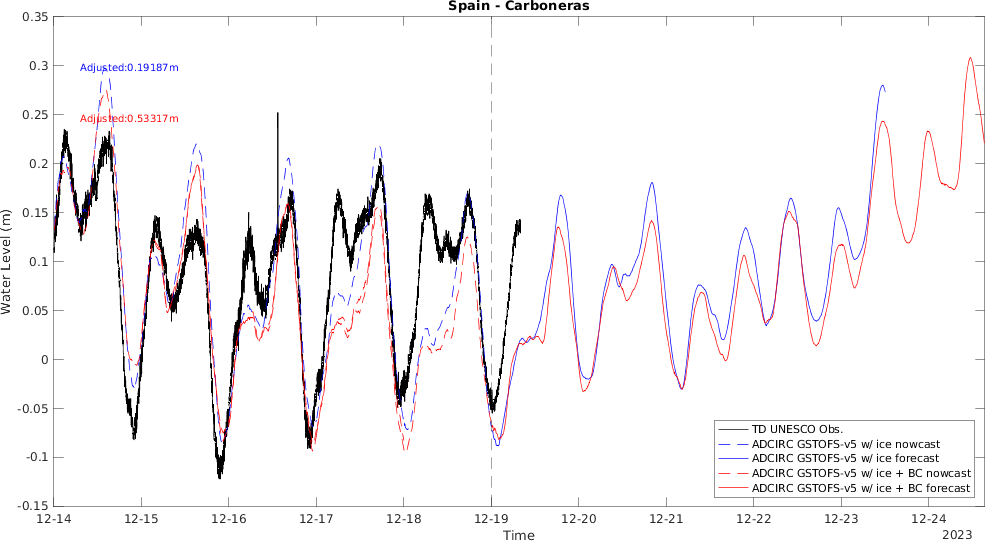 Spain - Carboneras
0.35
0.3
0.25
0.2
0.15
0.1
0.05
0
-0.05
-0.1
-0.15
Water Level (m)
Adjusted:0.19187m
Adjusted:0.53317m
TD UNESCO Obs.
ADCIRC GSTOFS-v5 w/ ice nowcast
ADCIRC GSTOFS-v5 w/ ice forecast
ADCIRC GSTOFS-v5 w/ ice + BC nowcast
ADCIRC GSTOFS-v5 w/ ice + BC forecast
12-14 12-15 12-16 12-17 12-18 12-19 12-20 12-21 12-22 12-23 12-24
Time
2023